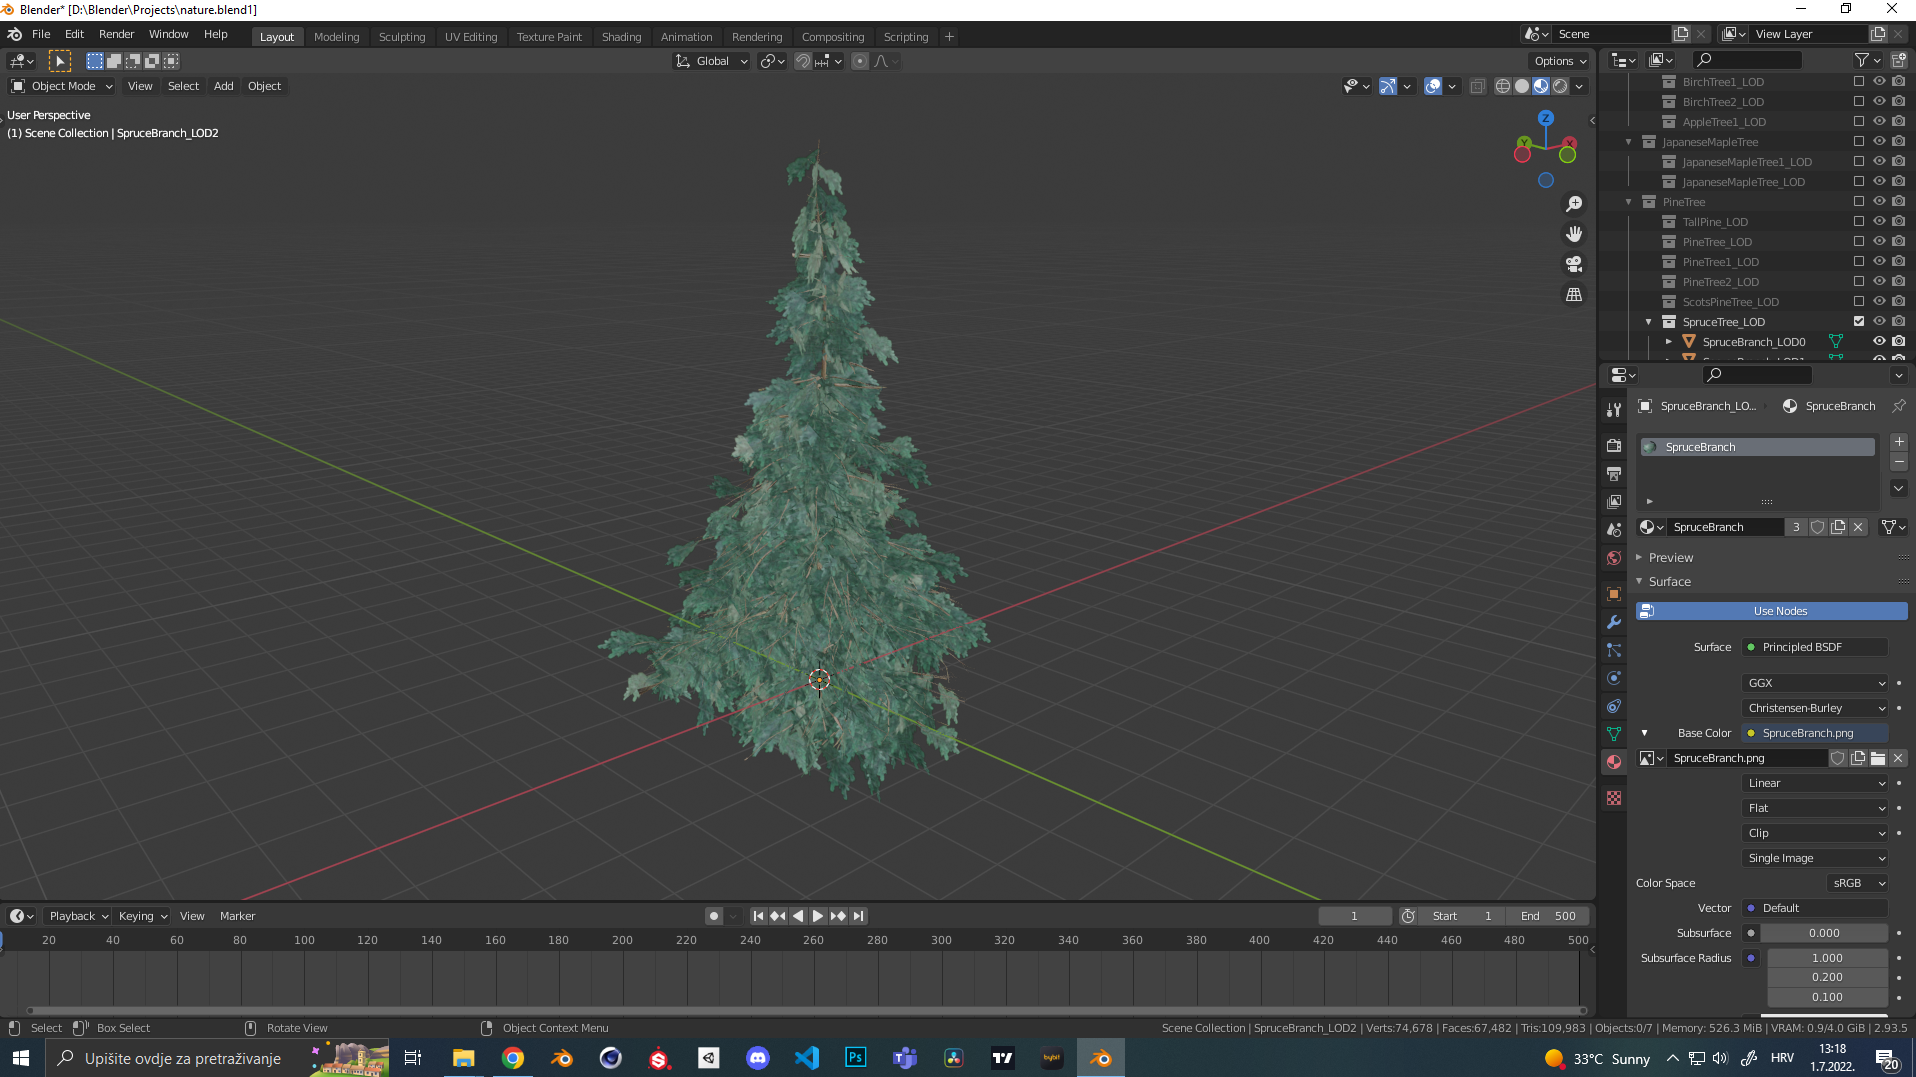 Blender* [D:\Blender\Projects\nature.blend1]
File Edit Render Window Help
Layout Modeling Sculpting UV Editing Texture Paint Shading Animation Rendering Compositing Scripting +
Scene
View Layer
Global
Options
Object Mode View Select Add Object
User Perspective
(1) Scene Collection | SpruceBranch_LOD2
Z
Y
X
BirchTree1_LOD
BirchTree2_LOD
AppleTree1_LOD
JapaneseMapleTree
JapaneseMapleTree1_LOD
JapaneseMapleTree_LOD
PineTree
TallPine_LOD
PineTree_LOD
PineTree1_LOD
PineTree2_LOD
ScotsPineTree_LOD
SpruceTree_LOD
SpruceBranch_LOD0
SpruceBranch_LOD1
SpruceBranch_LO... SpruceBranch
SpruceBranch
SpruceBranch 3
Preview
Surface
Use Nodes
Surface Principled BSDF
GGX
Christensen-Burley
Base Color SpruceBranch.png
SpruceBranch.png
Linear
Flat
Clip
Single Image
Color Space sRGB
Vector Default
Subsurface 0.000
Subsurface Radius 1.000
0.200
0.100
Playback Keying View Marker
1 Start 1 End 500
20 40 60 80 100 120 140 160 180 200 220 240 260 280 300 320 340 360 380 400 420 440 460 480 500
Select Box Select Rotate View Object Context Menu
Scene Collection | SpruceBranch_LOD2 | Verts:74,678 | Faces:67,482 | Tris:109,983 | Objects:0/7 | Memory: 526.3 MiB | VRAM: 0.9/4.0 GiB | 2.93.5
Upišite ovdje za pretraživanje
Ps
bybit
33°C Sunny
HRV
13:18
1.7.2022.
20